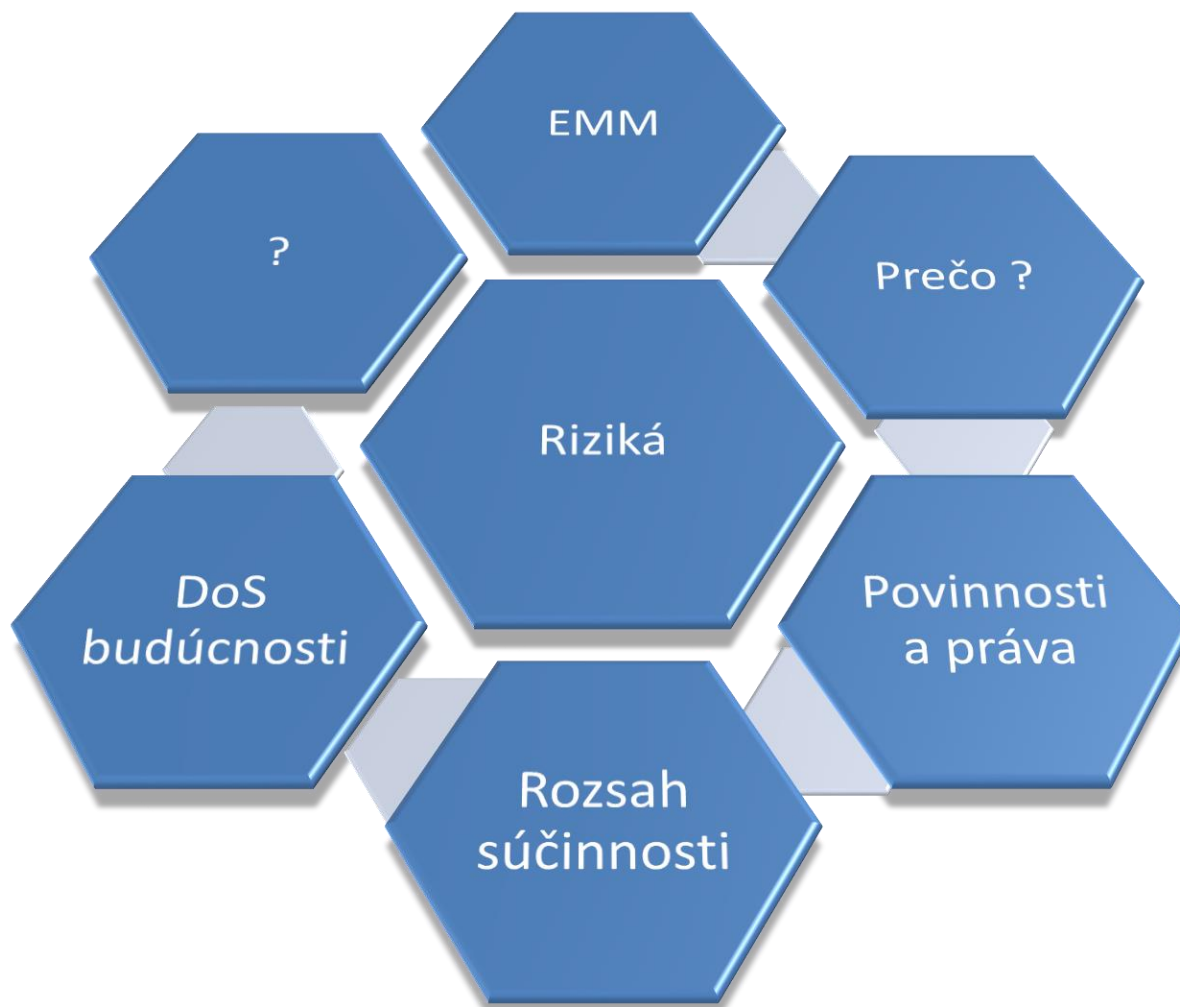 EMM
?
Prečo ?
Riziká
DoS
budúcnosti
Povinnosti
a práva
Rozsah
súčinnosti